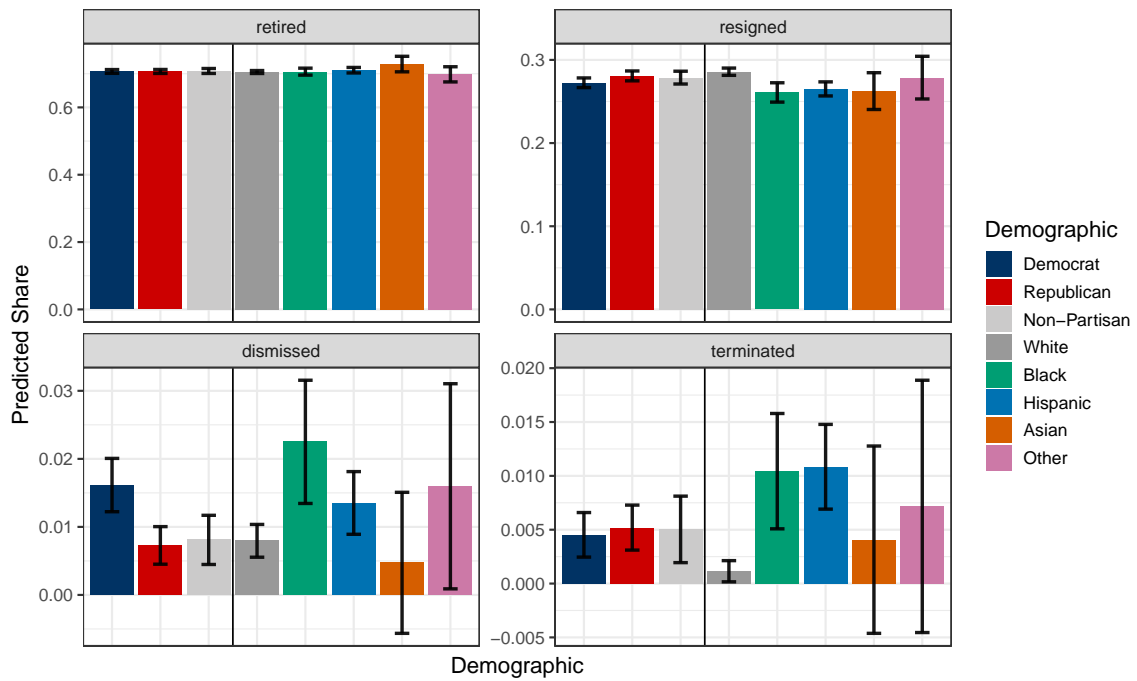 retired
resigned
0.6
0.4
0.2
0.0
0.3
0.2
0.1
0.0
dismissed
terminated
0.03
0.02
0.01
0.00
0.020
0.015
0.010
0.005
0.000
−0.005
Predicted Share
Demographic
Demographic
Democrat
Republican
Non−Partisan
White
Black
Hispanic
Asian
Other